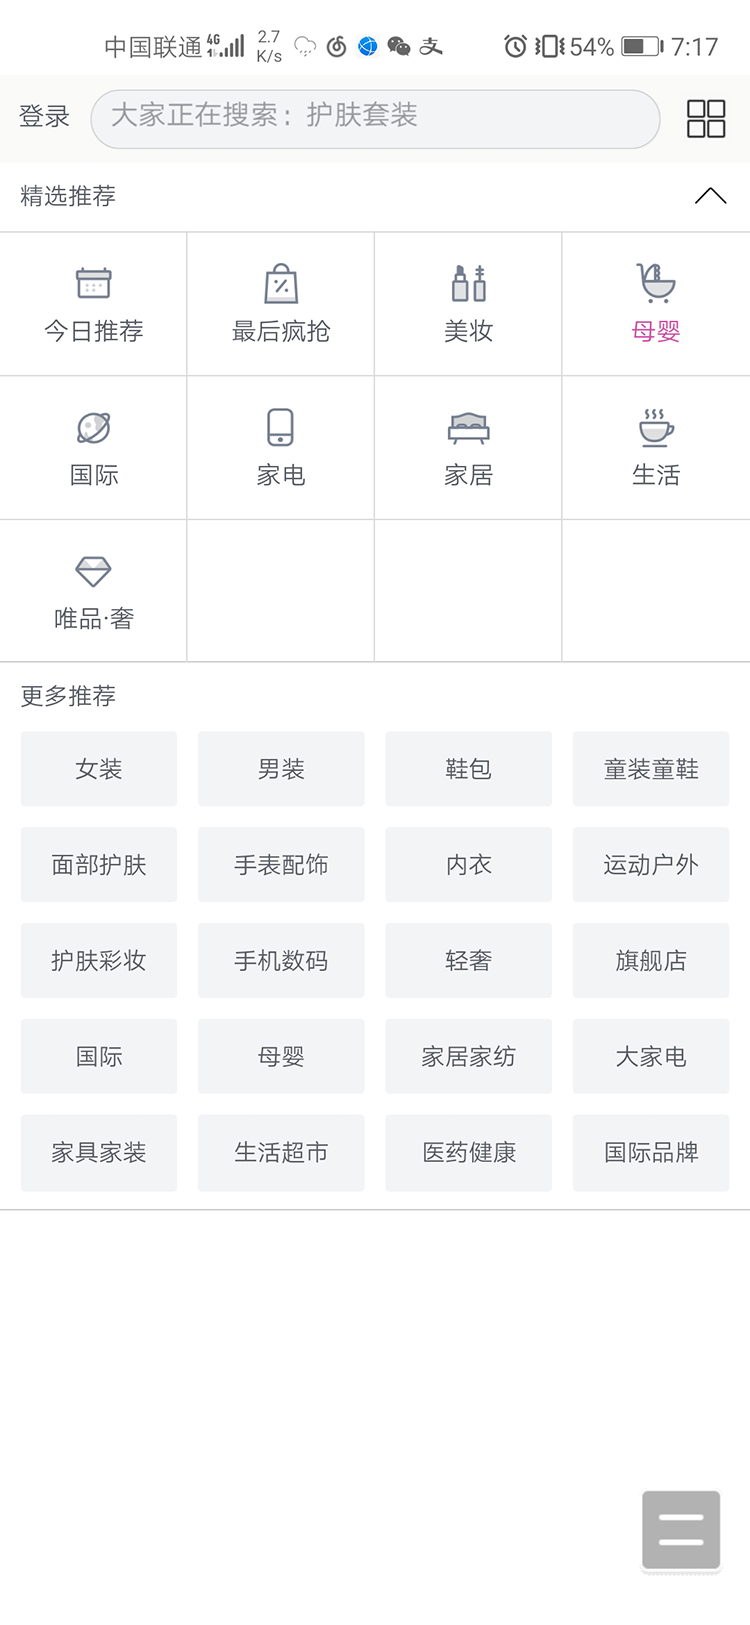 中国联通 4G 2.7 K/s 54% 7:17
登录 大家正在搜索：护肤套装
精选推荐
今日推荐 最后疯抢 美妆 母婴
国际 家电 家居 生活
唯品·奢
更多推荐
女装 男装 鞋包 童装童鞋
面部护肤 手表配饰 内衣 运动户外
护肤彩妆 手机数码 轻奢 旗舰店
国际 母婴 家居家纺 大家电
家具家装 生活超市 医药健康 国际品牌